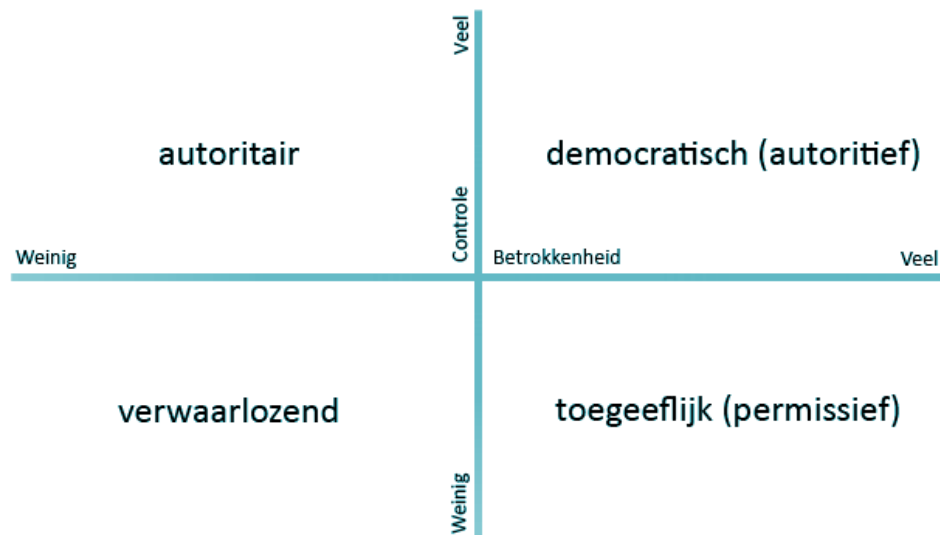 Veel
autoritair
democratisch (autoritief)
Controle
Weinig
Betrokkenheid
Veel
verwaarlozend
toegeeflijk (permissief)
Weinig